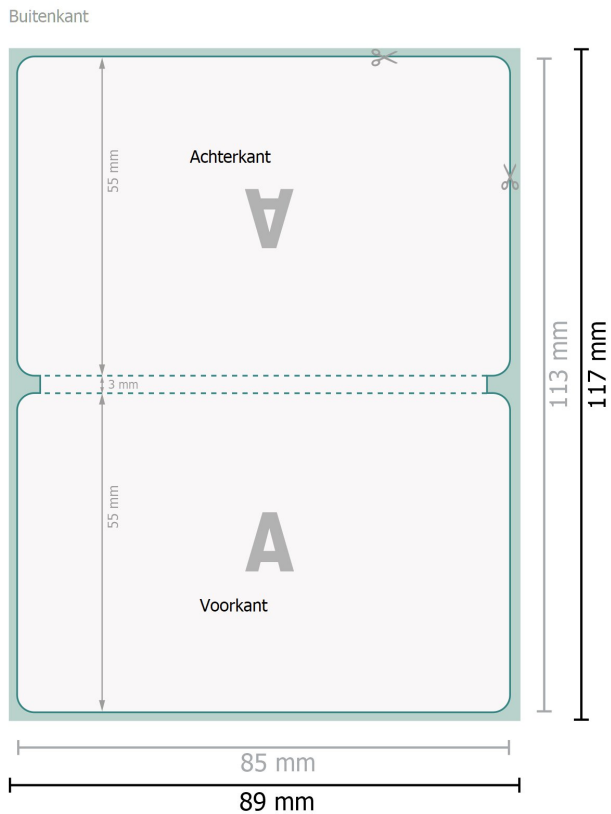 Buitenkant
55 mm
Achterkant
A
3 mm
113 mm
117 mm
55 mm
A
Voorkant
85 mm
89 mm